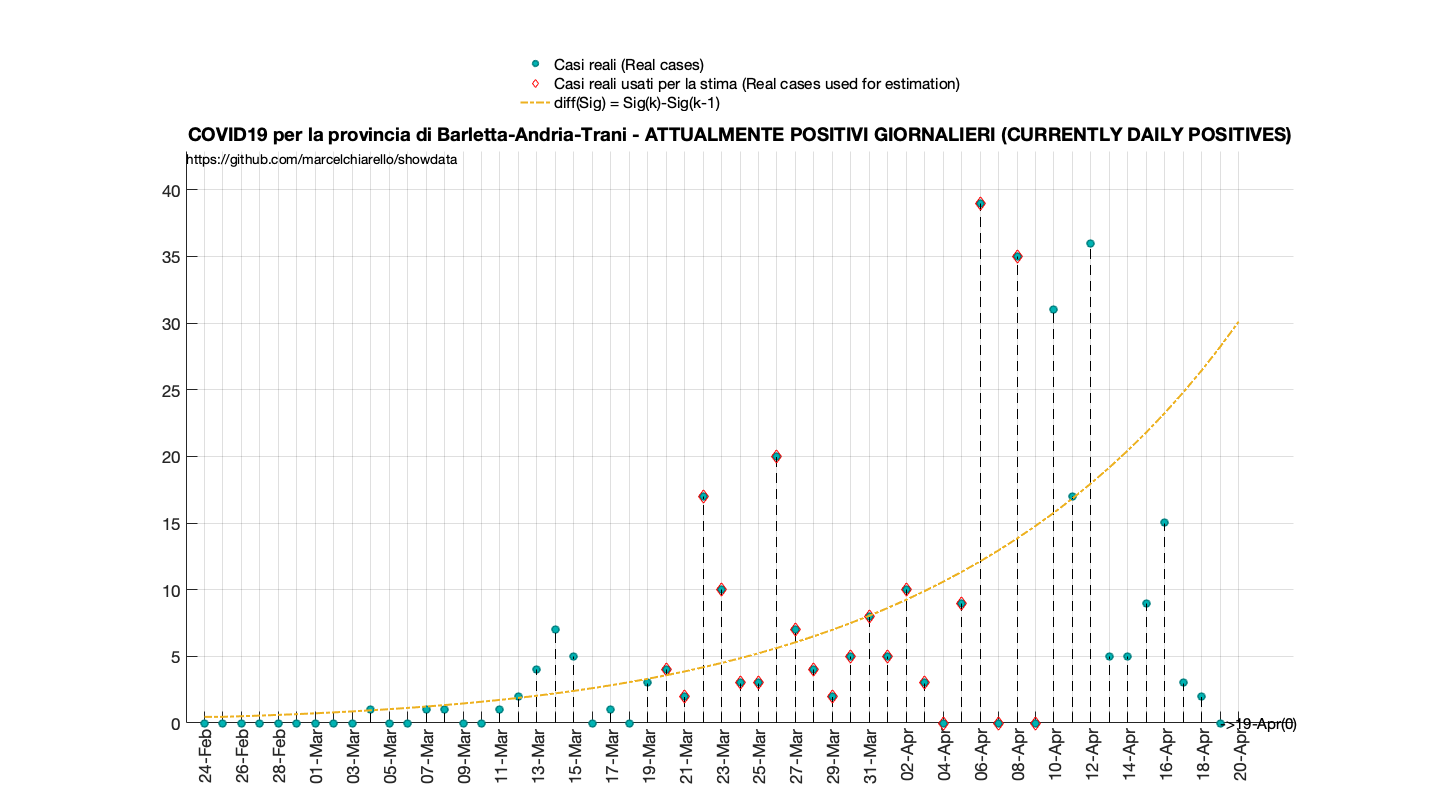 Casi reali (Real cases)
Casi reali usati per la stima (Real cases used for estimation)
diff(Sig) = Sig(k)-Sig(k-1)
COVID19 per la provincia di Barletta-Andria-Trani - ATTUALMENTE POSITIVI GIORNALIERI (CURRENTLY DAILY POSITIVES)
https://github.com/marcelchiarello/showdata
40
35
30
25
20
15
10
5
0
->19-Apr(0)
24-Feb
26-Feb
28-Feb
01-Mar
03-Mar
05-Mar
07-Mar
09-Mar
11-Mar
13-Mar
15-Mar
17-Mar
19-Mar
21-Mar
23-Mar
25-Mar
27-Mar
29-Mar
31-Mar
02-Apr
04-Apr
06-Apr
08-Apr
10-Apr
12-Apr
14-Apr
16-Apr
18-Apr
20-Apr